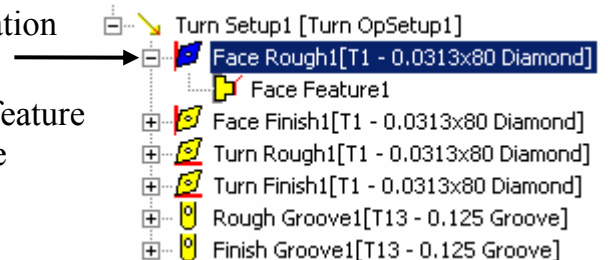 ation
eature
e
Turn Setup1 [Turn OpSetup1]
Face Rough1[T1 - 0.0313x80 Diamond]
Face Feature1
Face Finish1[T1 - 0.0313x80 Diamond]
Turn Rough1[T1 - 0.0313x80 Diamond]
Turn Finish1[T1 - 0.0313x80 Diamond]
Rough Groove1[T13 - 0.125 Groove]
Finish Groove1[T13 - 0.125 Groove]